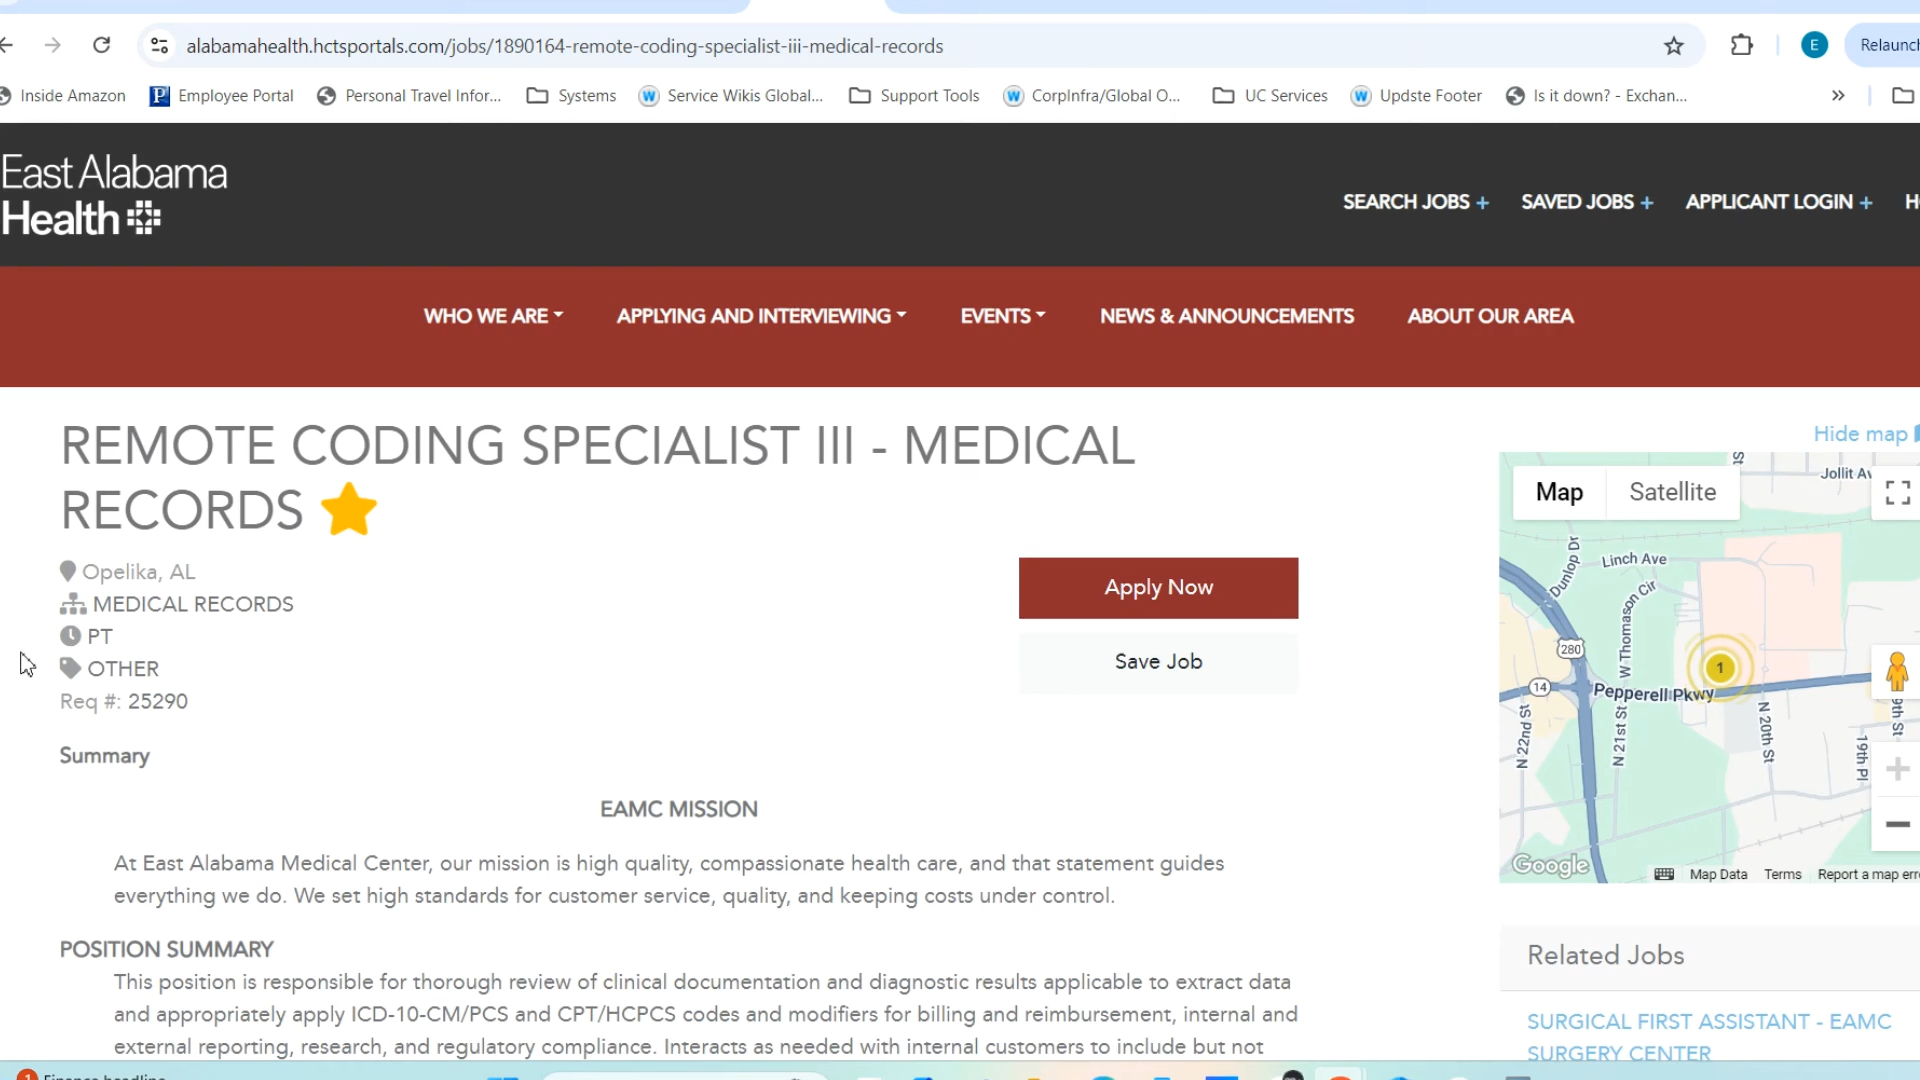 alabamahealth.hctsportals.com/jobs/1890164-remote-coding-specialist-iii-medical-records
E
Relaunch
Inside Amazon
Employee Portal
Personal Travel Infor...
Systems
Service Wikis Global...
Support Tools
CorpInfra/Global O...
UC Services
Updste Footer
Is it down? - Exchan...
»
East Alabama
Health
SEARCH JOBS +
SAVED JOBS +
APPLICANT LOGIN +
WHO WE ARE
APPLYING AND INTERVIEWING
EVENTS
NEWS & ANNOUNCEMENTS
ABOUT OUR AREA
REMOTE CODING SPECIALIST III - MEDICAL
RECORDS
Opelika, AL
MEDICAL RECORDS
PT
OTHER
Req #: 25290
Apply Now
Save Job
Summary
EAMC MISSION
At East Alabama Medical Center, our mission is high quality, compassionate health care, and that statement guides
everything we do. We set high standards for customer service, quality, and keeping costs under control.
POSITION SUMMARY
This position is responsible for thorough review of clinical documentation and diagnostic results applicable to extract data
and appropriately apply ICD-10-CM/PCS and CPT/HCPCS codes and modifiers for billing and reimbursement, internal and
external reporting, research, and regulatory compliance. Interacts as needed with internal customers to include but not
Hide map
Map
Satellite
St
Jollit Av
Dunlop Dr
Linch Ave
W Thomason Cir
280
1
14
Pepperell Pkwy
N 22nd St
N 21st St
N 20th St
19th Pl
9th St
Google
Map Data
Terms
Report a map err
Related Jobs
SURGICAL FIRST ASSISTANT - EAMC
SURGERY CENTER
1
Finance headline